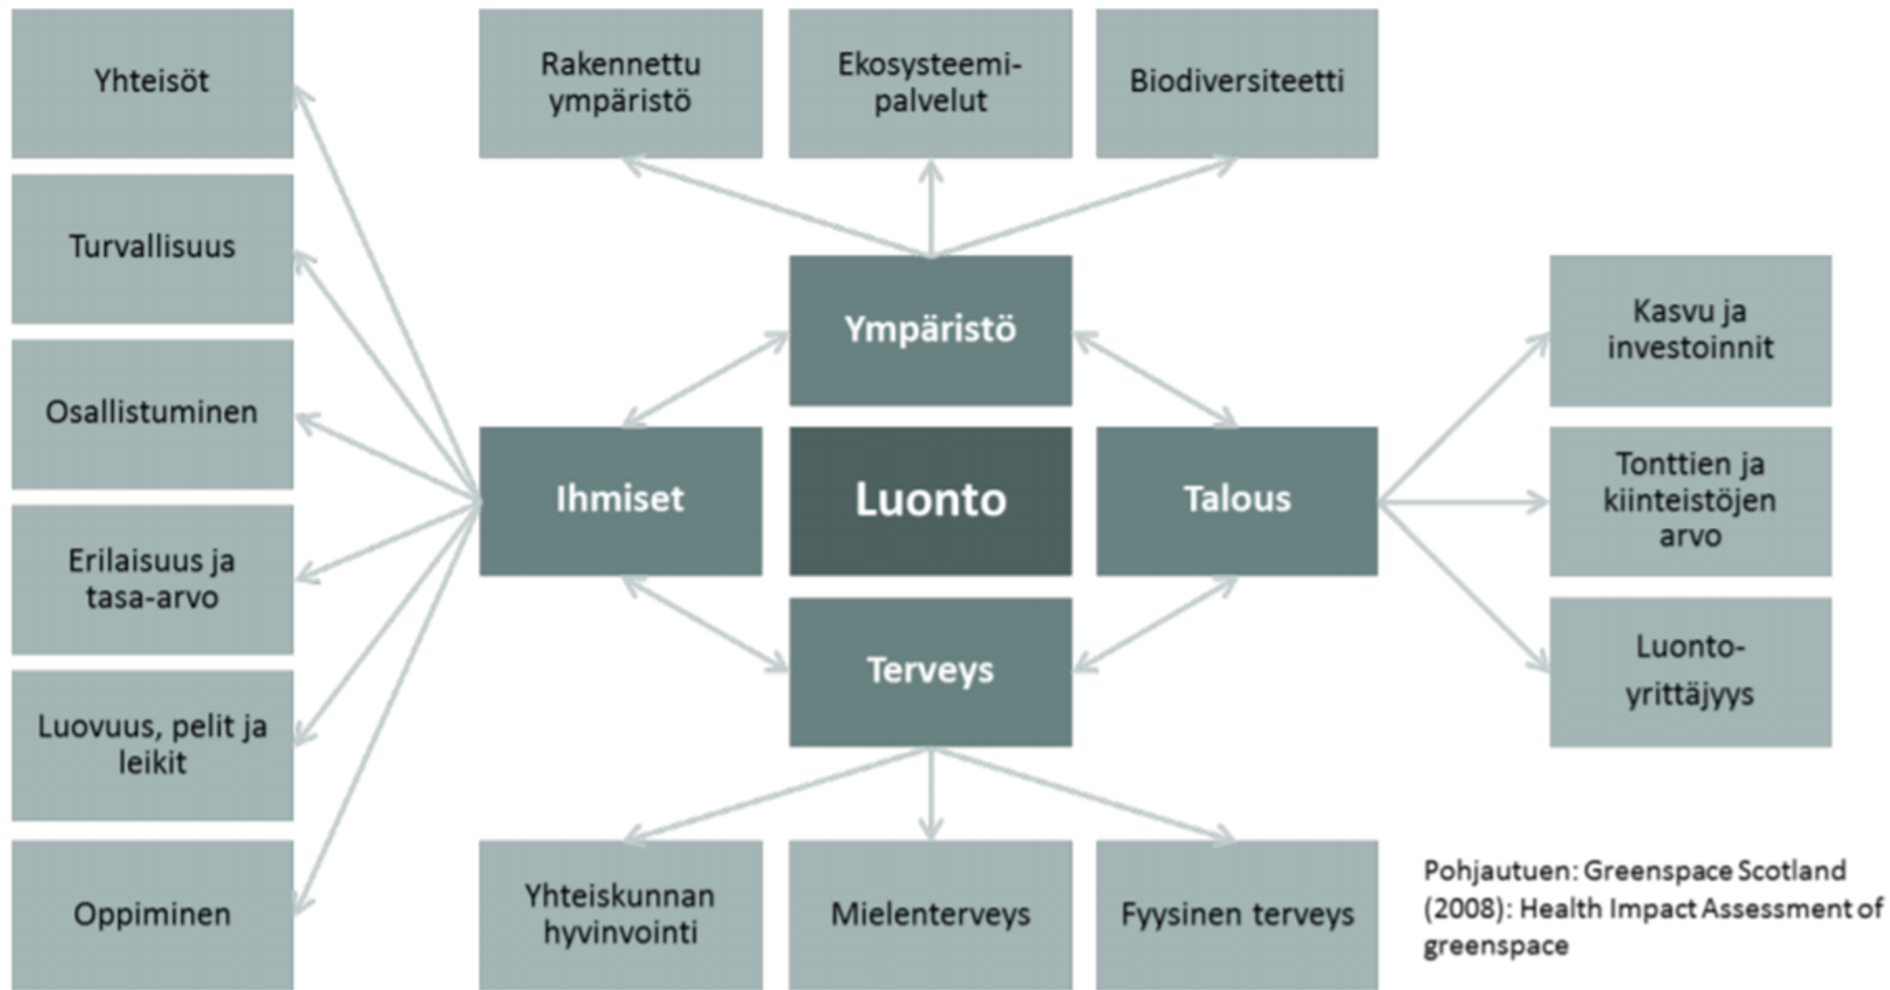 Yhteisöt
Turvallisuus
Osallistuminen
Erilaisuus ja
tasa-arvo
Luovuus, pelit ja
leikit
Oppiminen
Rakennettu
ympäristö
Ekosysteemi-
palvelut
Biodiversiteetti
Ympäristö
Ihmiset
Luonto
Talous
Terveys
Kasvu ja
investoinnit
Tonttien ja
kiinteistöjen
arvo
Luonto-
yrittäjyys
Yhteiskunnan
hyvinvointi
Mielenterveys
Fyysinen terveys
Pohjautuen: Greenspace Scotland
(2008): Health Impact Assessment of
greenspace